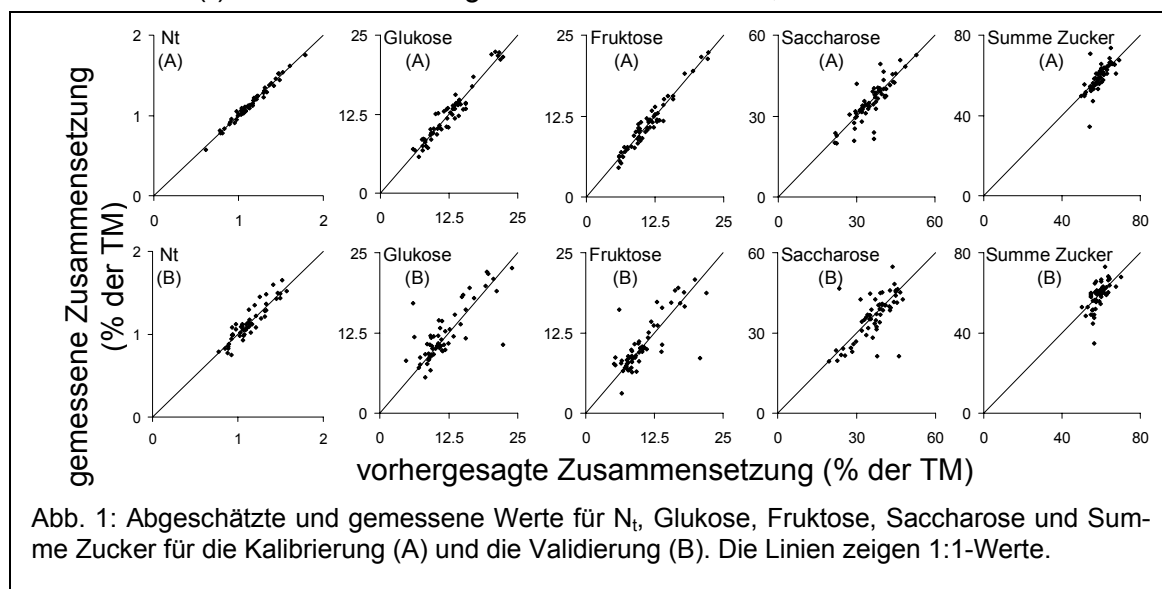 gemessene Zusammensetzung
(% der TM)
Nt
(A)
2
1
0
0
1
2
Glukose
(A)
25
12.5
0
0
12.5
25
Fruktose
(A)
25
12.5
0
0
12.5
25
Saccharose
(A)
60
30
0
0
30
60
Summe Zucker
(A)
80
40
0
0
40
80
Nt
(B)
2
1
0
0
1
2
Glukose
(B)
25
12.5
0
0
12.5
24
Fruktose
(B)
25
12.5
0
0
12.5
25
Saccharose
(B)
60
30
0
0
30
60
Summe Zucker
(B)
80
40
0
0
40
80
vorhergesagte Zusammensetzung (% der TM)
Abb. 1: Abgeschätzte und gemessene Werte für Nt, Glukose, Fruktose, Saccharose und Sum-
me Zucker für die Kalibrierung (A) und die Validierung (B). Die Linien zeigen 1:1-Werte.